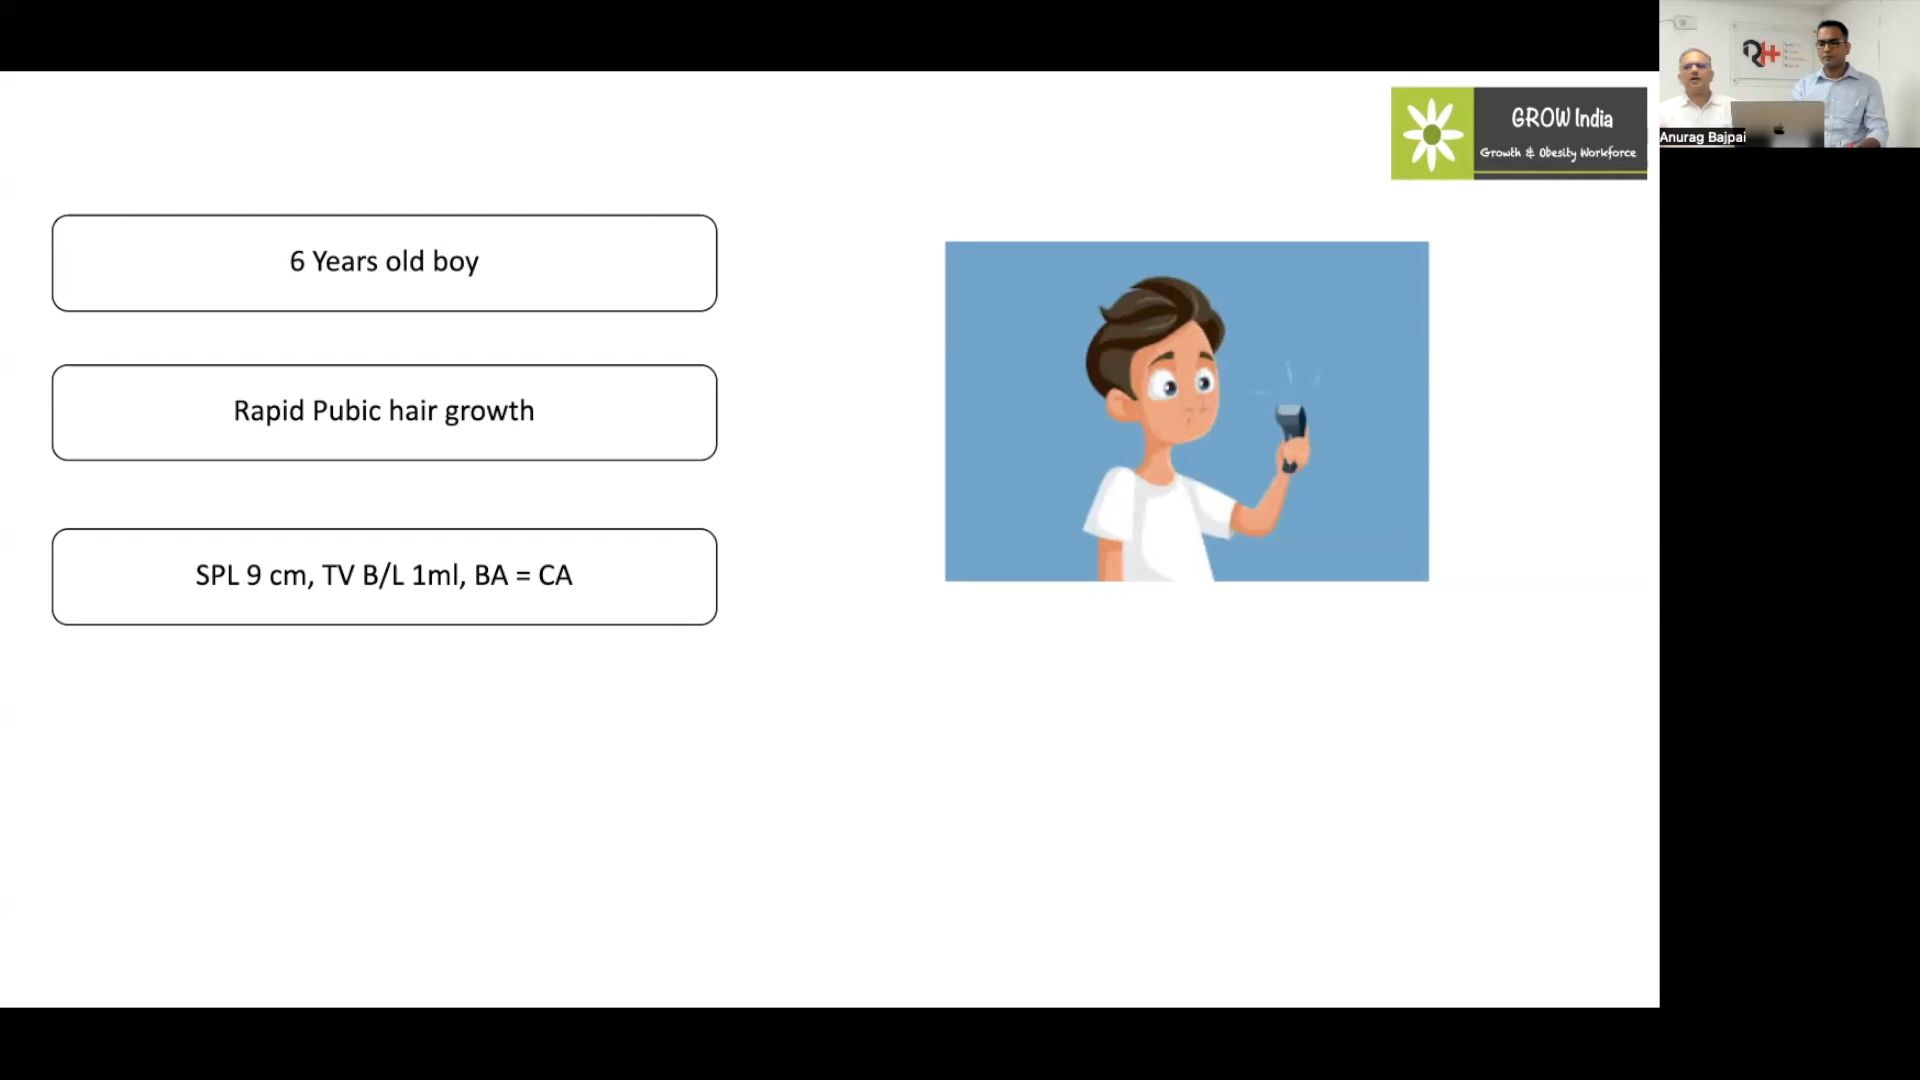 GROW India
Growth & Obesity Workforce
Anurag Bajpai
6 Years old boy
Rapid Pubic hair growth
SPL 9 cm, TV B/L 1ml, BA = CA
RH